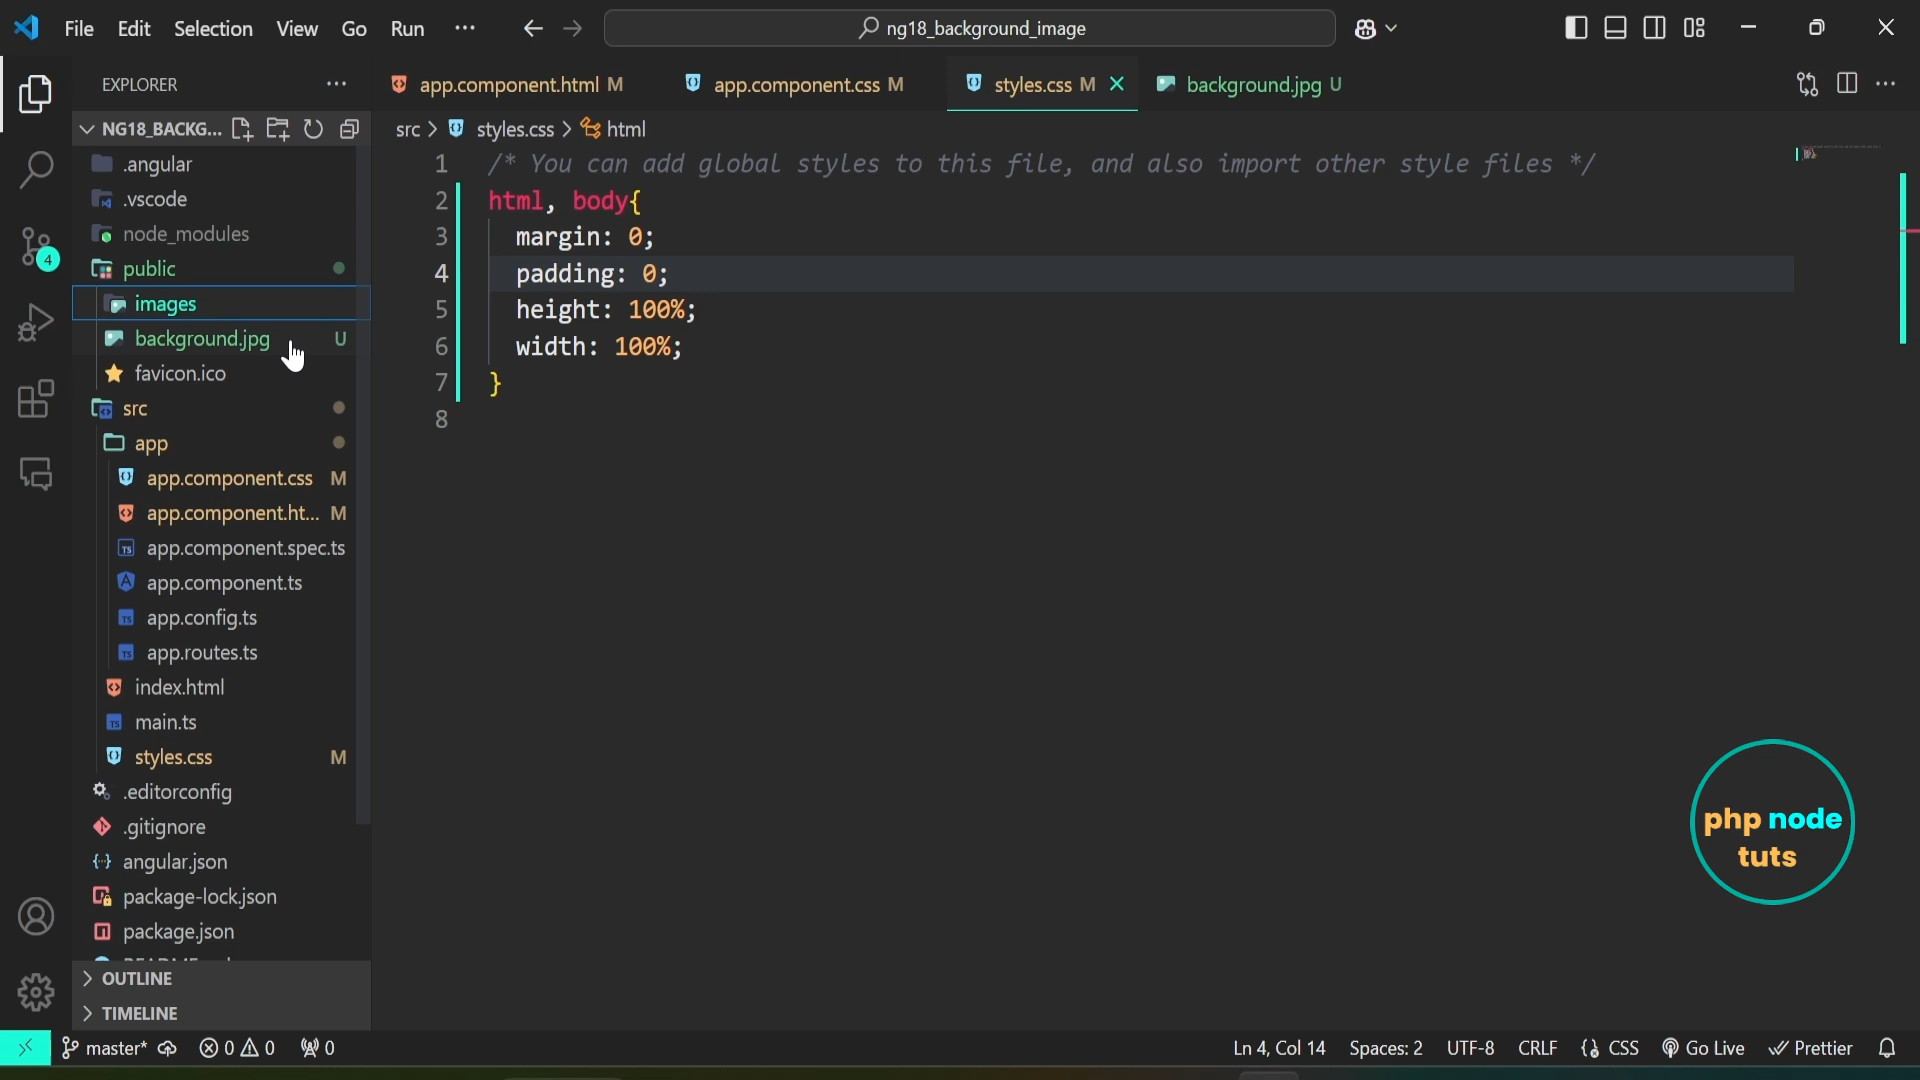 File Edit Selection View Go Run ···
ng18_background_image
EXPLORER ···
app.component.html M
app.component.css M
styles.css M
background.jpg U
NG18_BACKG...
src > styles.css > html
.angular
.vscode
node_modules
public
images
background.jpg U
favicon.ico
src
app
app.component.css M
app.component.ht... M
TS app.component.spec.ts
app.component.ts
TS app.config.ts
TS app.routes.ts
index.html
TS main.ts
styles.css M
.editorconfig
.gitignore
angular.json
package-lock.json
package.json
OUTLINE
TIMELINE
4
1 /* You can add global styles to this file, and also import other style files */
2 html, body{
3 margin: 0;
4 padding: 0;
5 height: 100%;
6 width: 100%;
7 }
8
php node
tuts
master* 0 0 0
Ln 4, Col 14 Spaces: 2 UTF-8 CRLF {} CSS Go Live Prettier